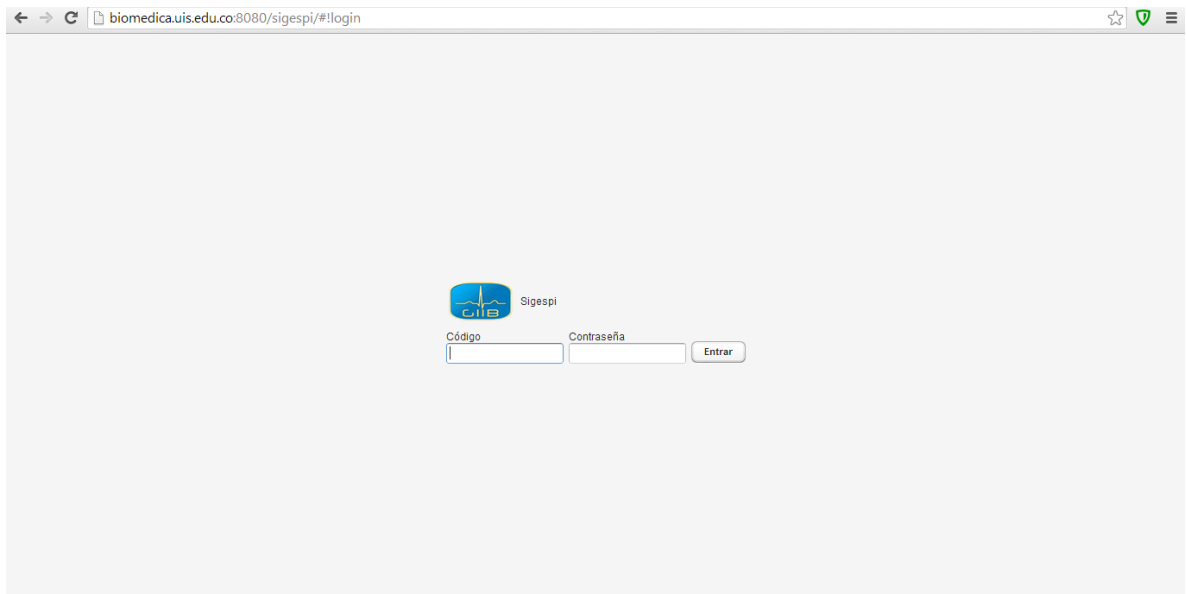 biomedica.uis.edu.co:8080/sigespi/#!login
GIIB
Sigespi
Código Contraseña
Entrar